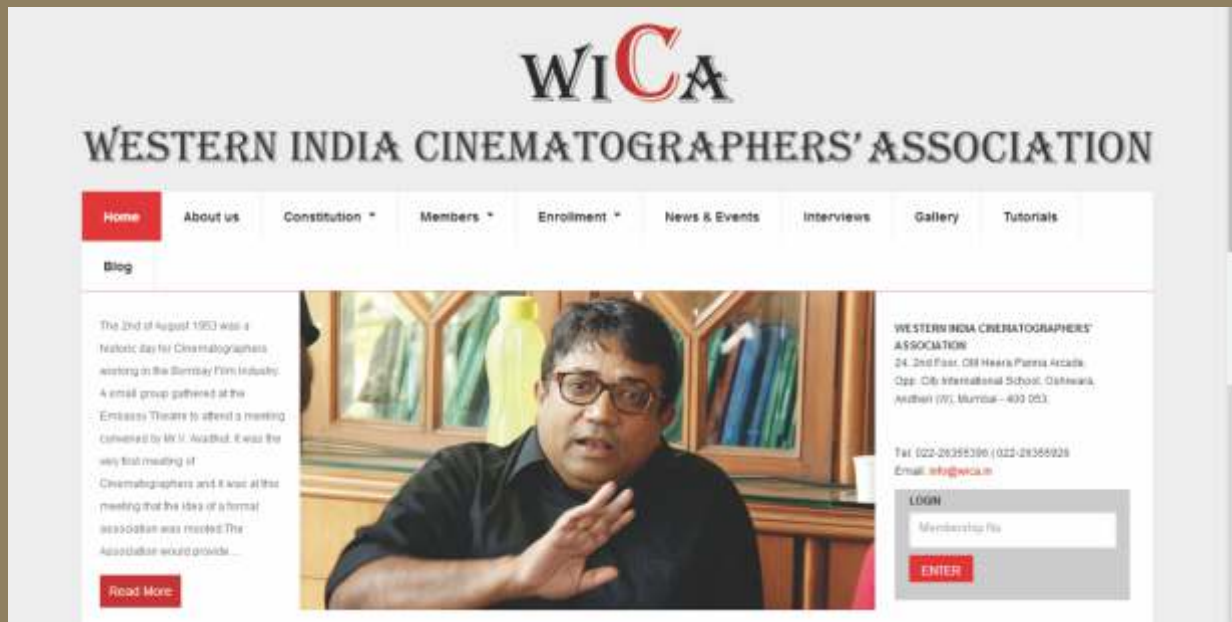 WICA
WESTERN INDIA CINEMATOGRAPHERS' ASSOCIATION
Home About us Constitution Members Enrollment News & Events Interviews Gallery Tutorials
Blog
The 2nd of August 1953 was a
historic day for Cinematographers
working in the Bombay Film Industry.
A small group gathered at the
Embassy Theatre to attend a meeting
convened by Mr.V. Avadhut. It was the
very first meeting of
Cinematographers and it was at this
meeting that the idea of a formal
association was mooted.The
Association would provide....
Read More
WESTERN INDIA CINEMATOGRAPHERS'
ASSOCIATION
24, 2nd Floor, OM Heera Panna Arcade,
Opp. International School, Oshiwara,
Andheri (W), Mumbai - 400 053.
Tel: 022-26355396 |
Email: info@wica.in
LOGIN
Membership No
ENTER